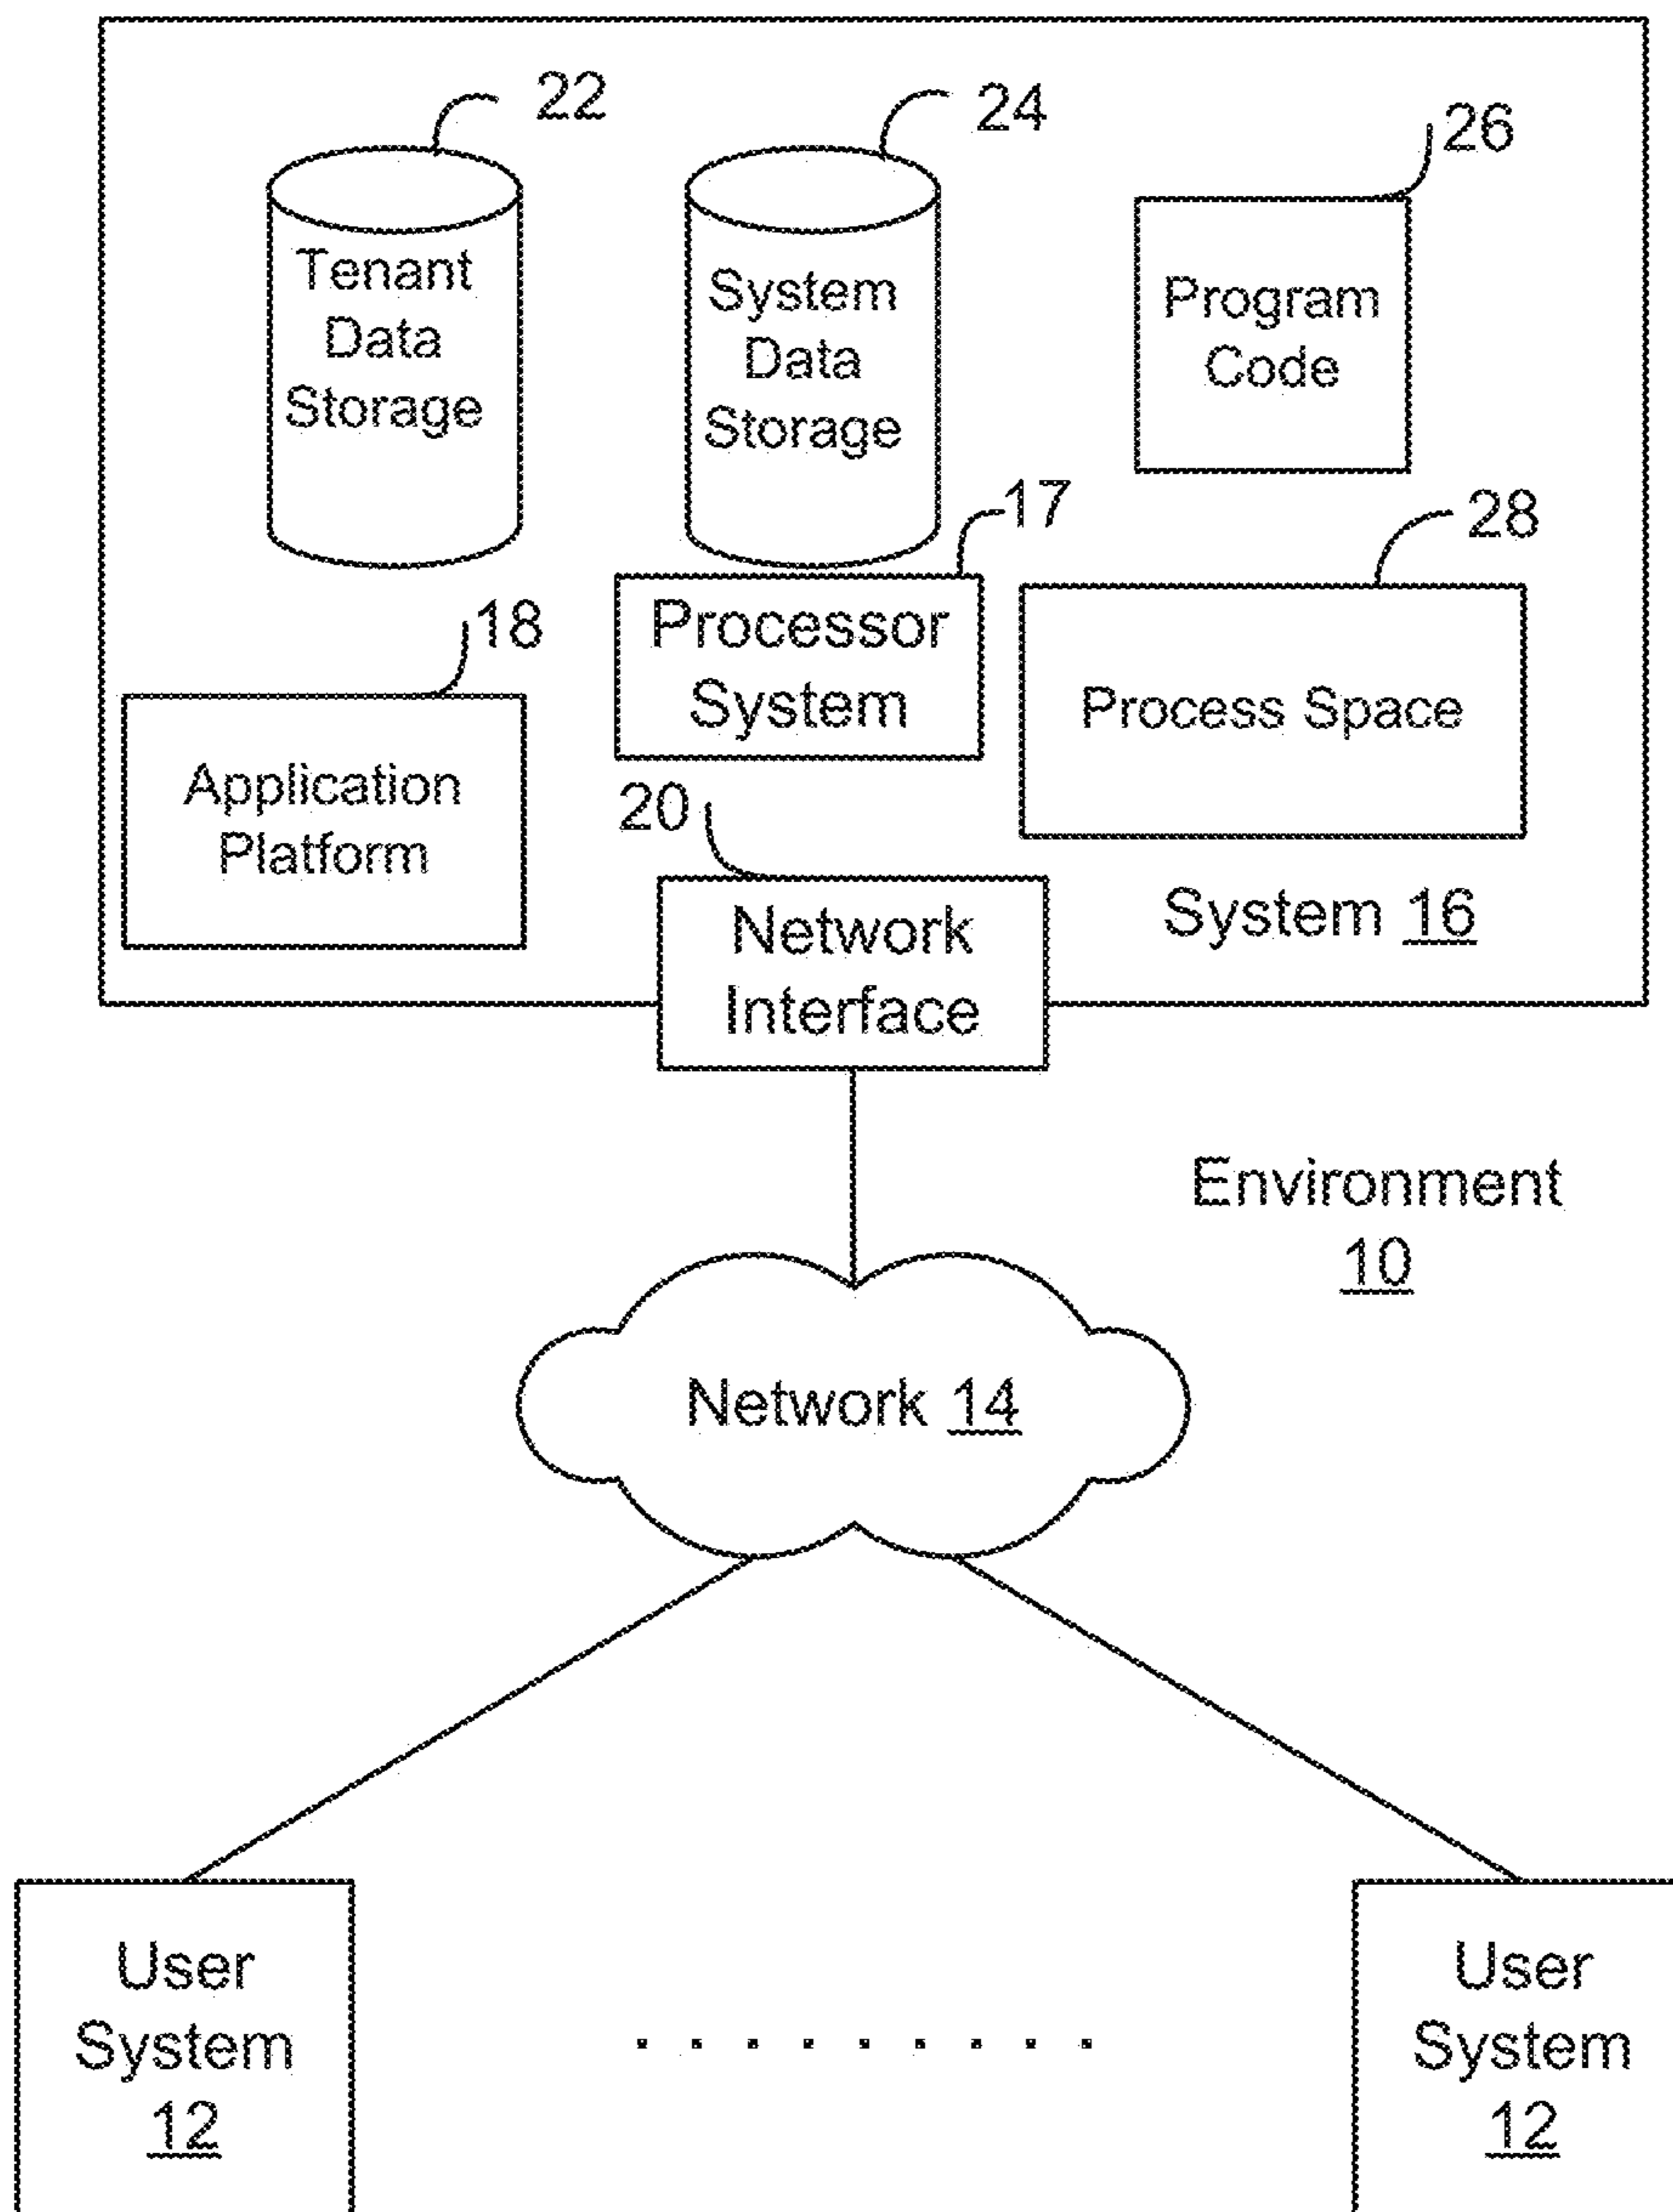 22
24
26
Tenant
Data
Storage
System
Data
Storage
Program
Code
17
28
18
Processor
System
Process Space
Application
Platform
20
Network
Interface
System 16
Environment
10
Network 14
User
System
12
. . . . . . . . .
User
System
12